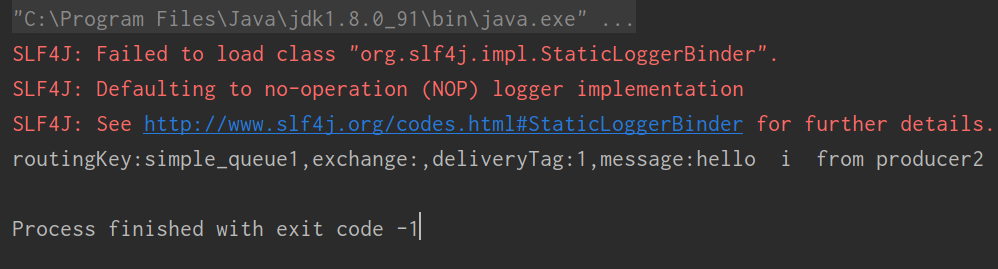 "C:\Program Files\Java\jdk1.8.0_91\bin\java.exe" ...
SLF4J: Failed to load class "org.slf4j.impl.StaticLoggerBinder".
SLF4J: Defaulting to no-operation (NOP) logger implementation
SLF4J: See http://www.slf4j.org/codes.html#StaticLoggerBinder for further details.
routingKey:simple_queue1,exchange:,deliveryTag:1,message:hello  i  from producer2
Process finished with exit code -1